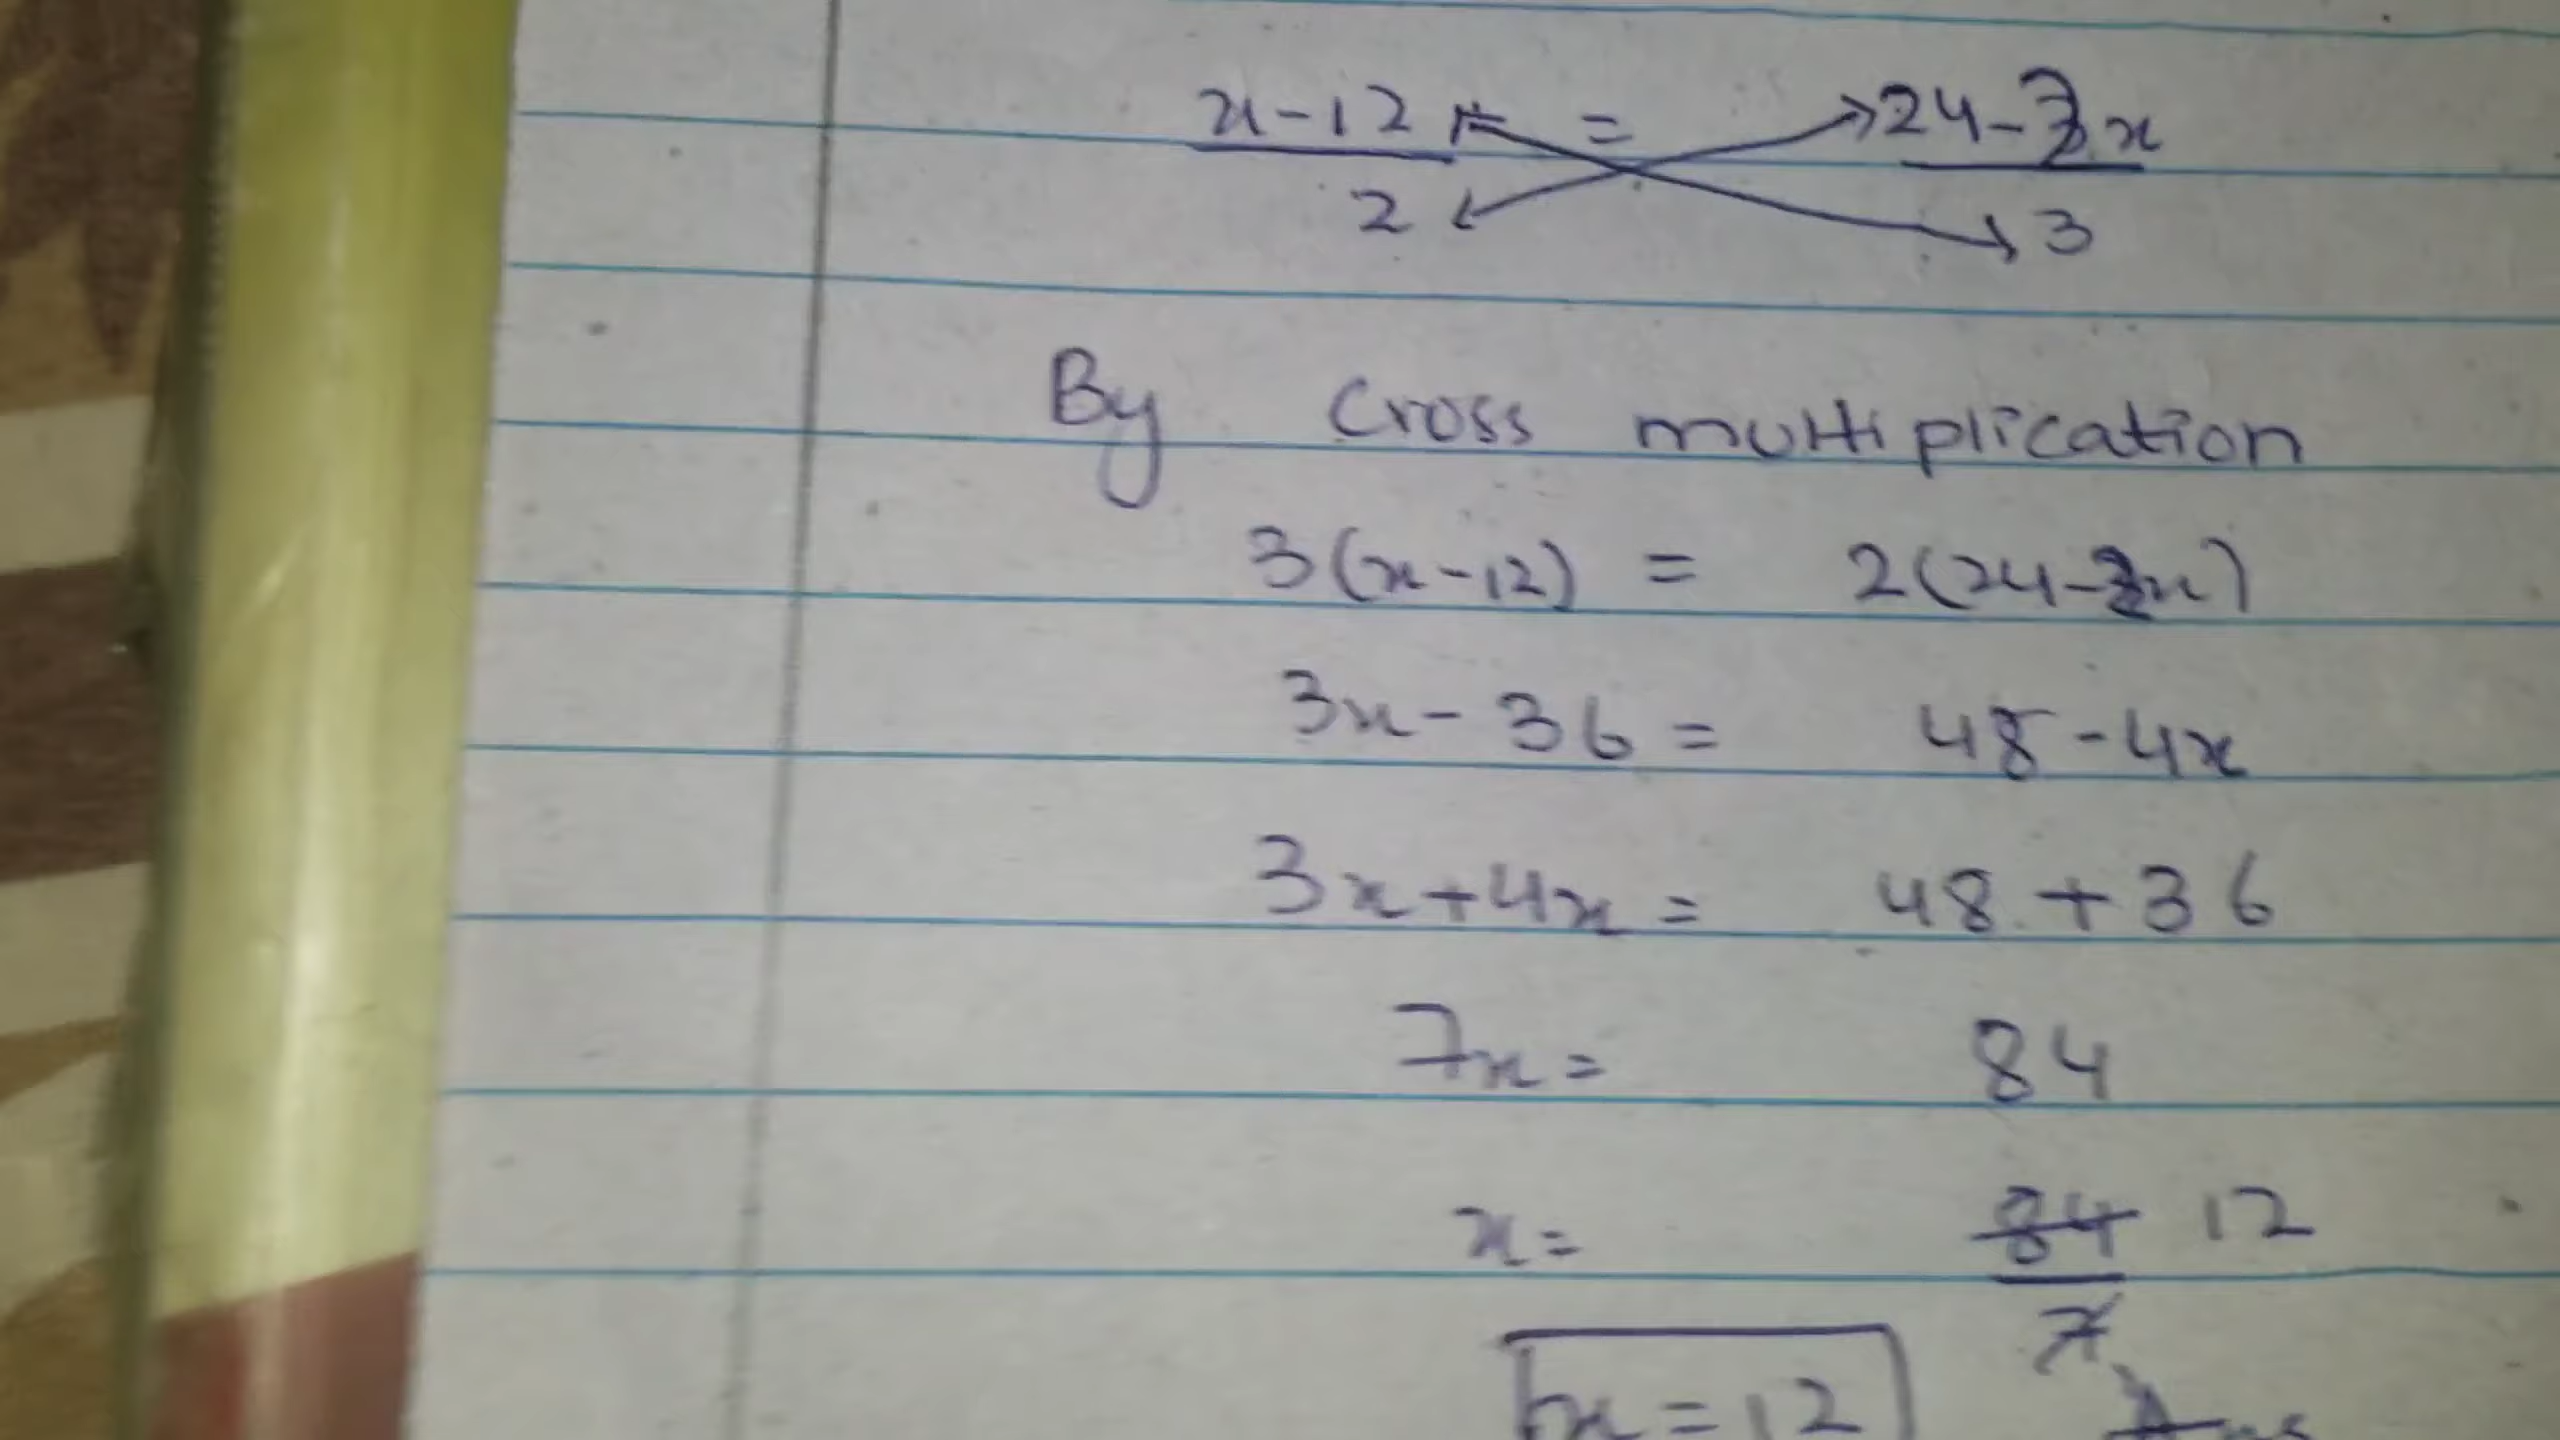 x-12 = 24-2x
2 3
By Cross multiplication
3(x-12) = 2(24-2x)
3x-36= 48-4x
3x+4x= 48+36
7x= 84
x= 84 12
7
x=12